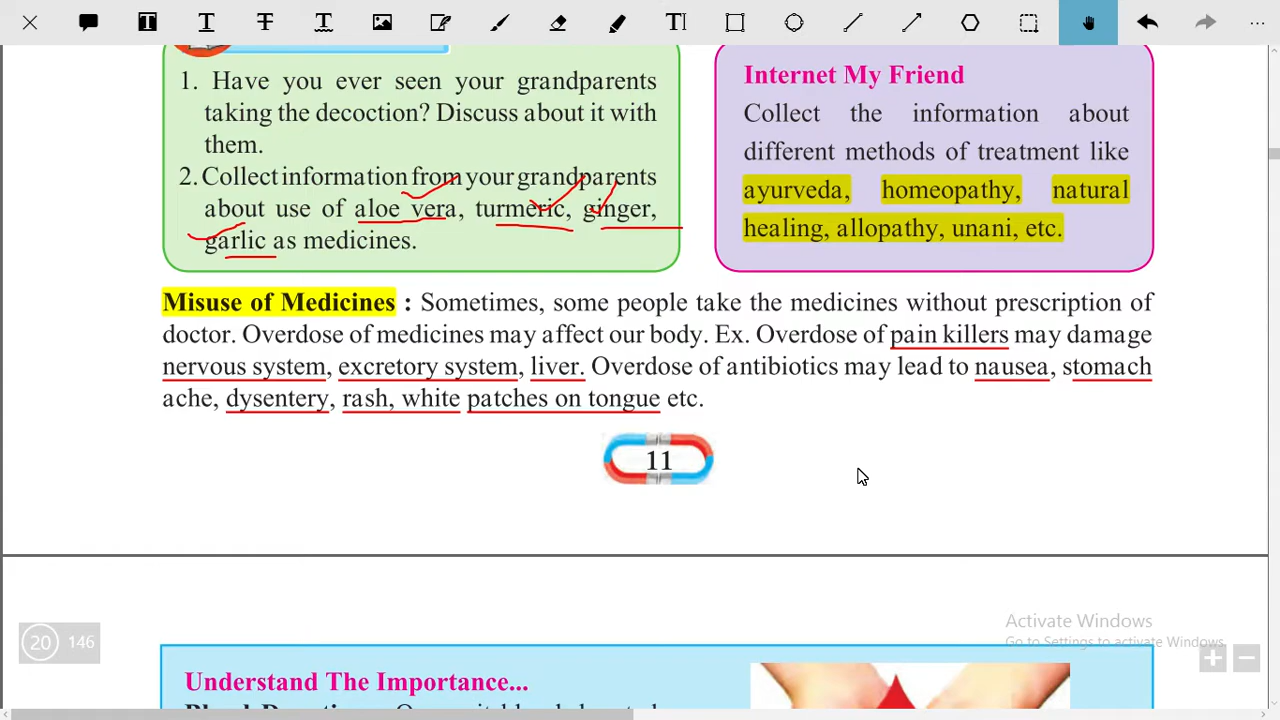 1. Have you ever seen your grandparents
taking the decoction? Discuss about it with
them.
2. Collect information from your grandparents
about use of aloe vera, turmeric, ginger,
garlic as medicines.
Internet My Friend
Collect the information about
different methods of treatment like
ayurveda, homeopathy, natural
healing, allopathy, unani, etc.
Misuse of Medicines : Sometimes, some people take the medicines without prescription of
doctor. Overdose of medicines may affect our body. Ex. Overdose of pain killers may damage
nervous system, excretory system, liver. Overdose of antibiotics may lead to nausea, stomach
ache, dysentery, rash, white patches on tongue etc.
11
Activate Windows
Go to Settings to activate Windows.
20 146
Understand The Importance...